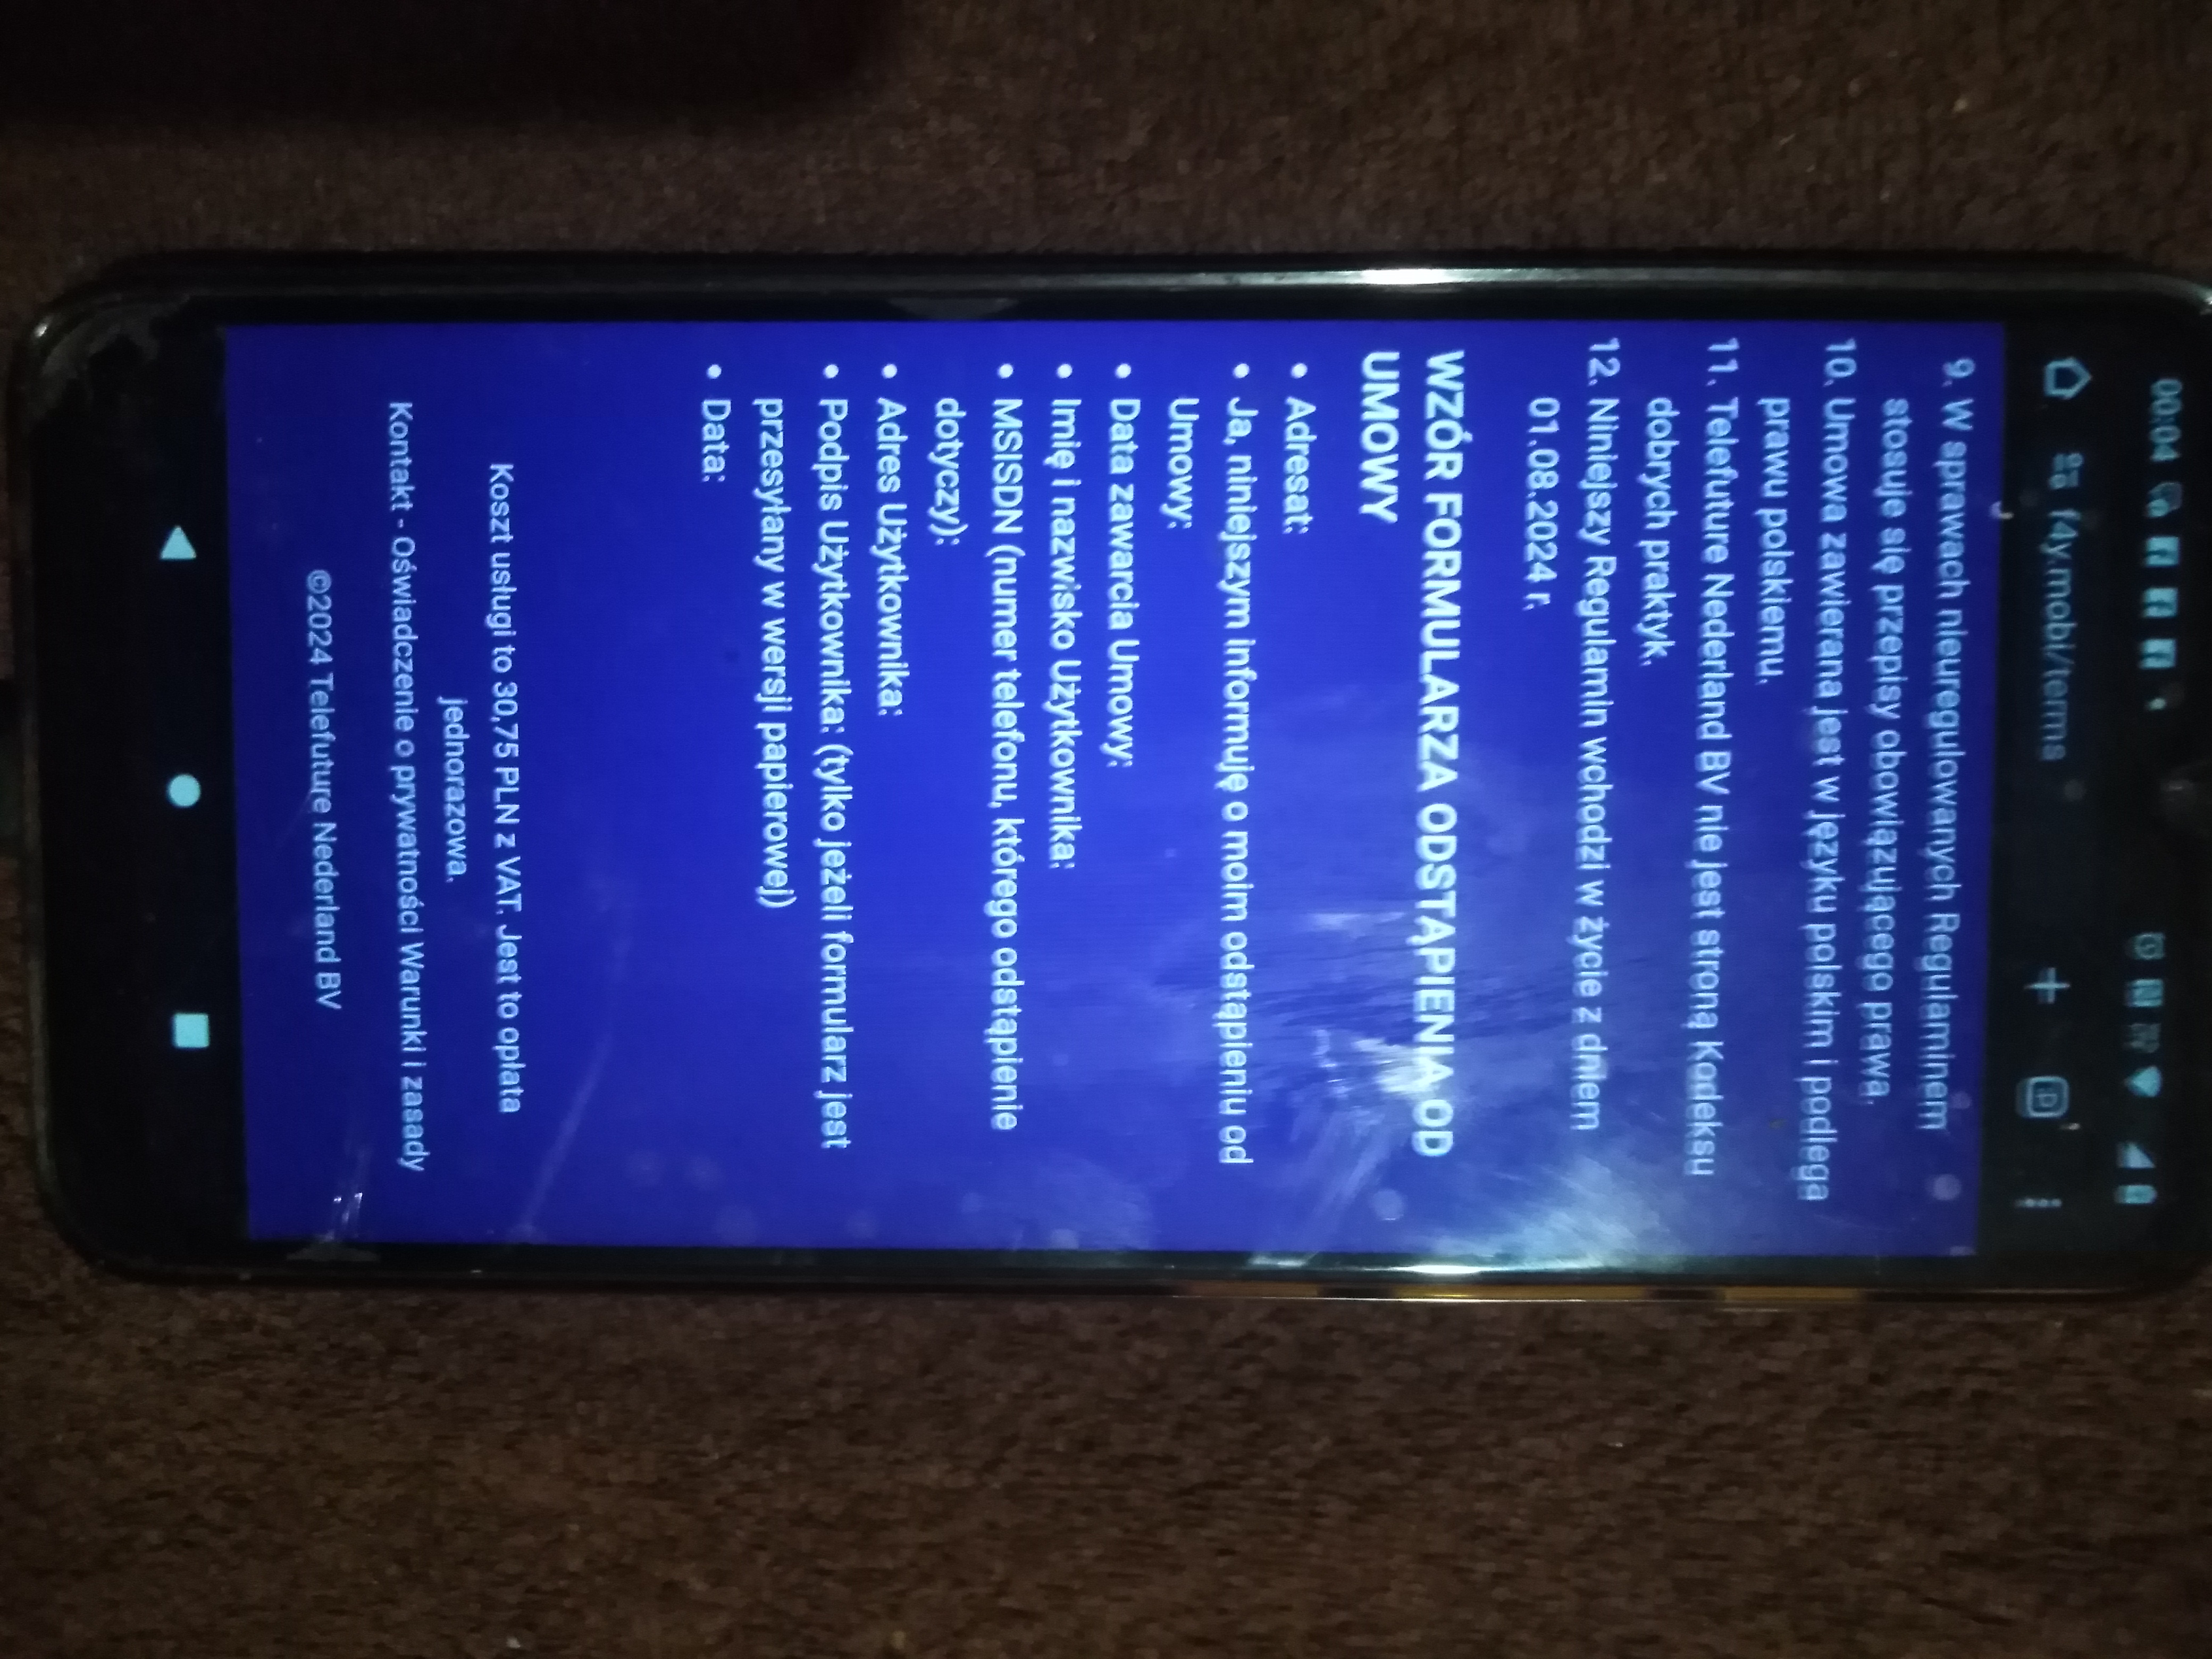 00:04
f4y.mobi/terms
9. W sprawach nieuregulowanych Regulaminem
stosuje się przepisy obowiązującego prawa.
10. Umowa zawierana jest w języku polskim i podlega
prawu polskiemu.
11. Telefuture Nederland BV nie jest stroną Kodeksu
dobrych praktyk.
12. Niniejszy Regulamin wchodzi w życie z dniem
01.08.2024 r.
WZÓR FORMULARZA ODSTĄPIENIA OD
UMOWY
• Adresat:
• Ja, niniejszym informuję o moim odstąpieniu od
Umowy:
• Data zawarcia Umowy:
• Imię i nazwisko Użytkownika:
• MSISDN (numer telefonu, którego odstąpienie
dotyczy):
• Adres Użytkownika:
• Podpis Użytkownika: (tylko jeżeli formularz jest
przesyłany w wersji papierowej)
• Data:
Koszt usługi to 30,75 PLN z VAT. Jest to opłata
jednorazowa.
Kontakt - Oświadczenie o prywatności Warunki i zasady
©2024 Telefuture Nederland BV